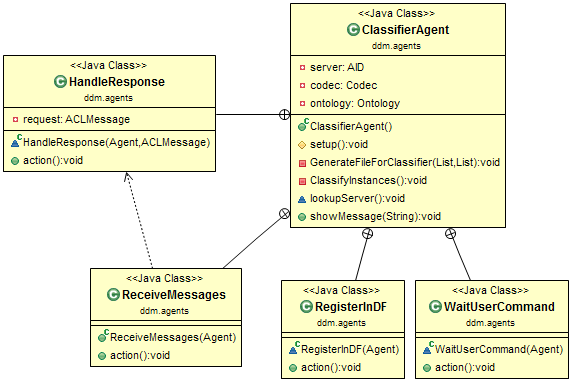 <<Java Class>>
HandleResponse
ddm.agents
request: ACLMessage
HandleResponse(Agent,ACLMessage)
action():void
<<Java Class>>
ClassifierAgent
ddm.agents
server: AID
codec: Codec
ontology: Ontology
ClassifierAgent()
setup():void
GenerateFileForClassifier(List,List):void
ClassifyInstances():void
lookupServer():void
showMessage(String):void
<<Java Class>>
ReceiveMessages
ddm.agents
ReceiveMessages(Agent)
action():void
<<Java Class>>
RegisterInDF
ddm.agents
RegisterInDF(Agent)
action():void
<<Java Class>>
WaitUserCommand
ddm.agents
WaitUserCommand(Agent)
action():void